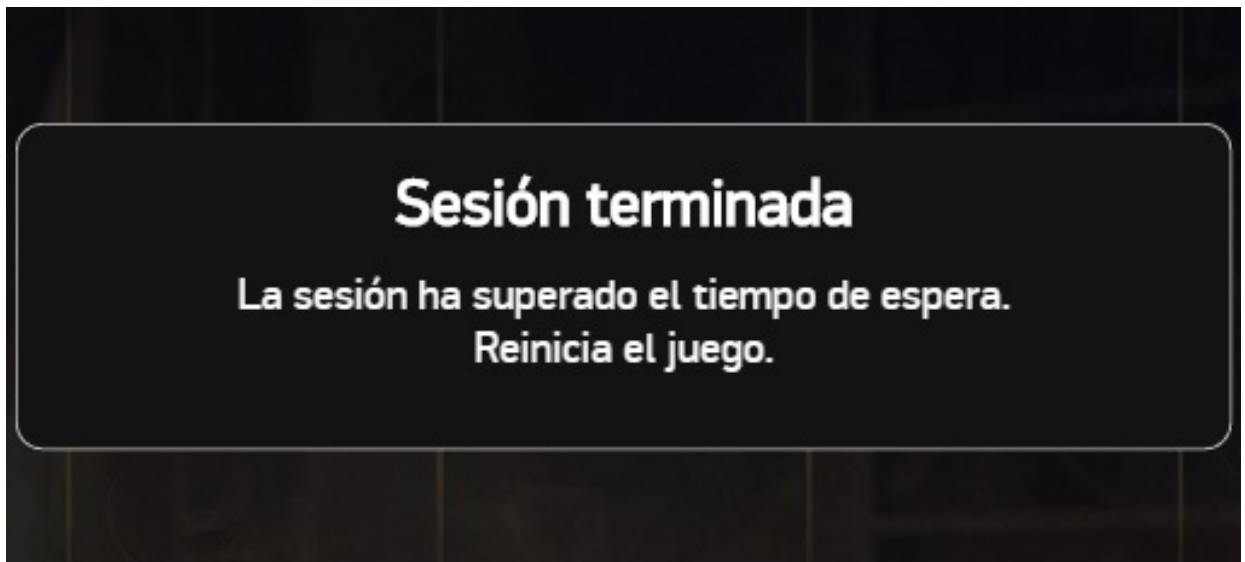 Sesión terminada
La sesión ha superado el tiempo de espera.
Reinicia el juego.